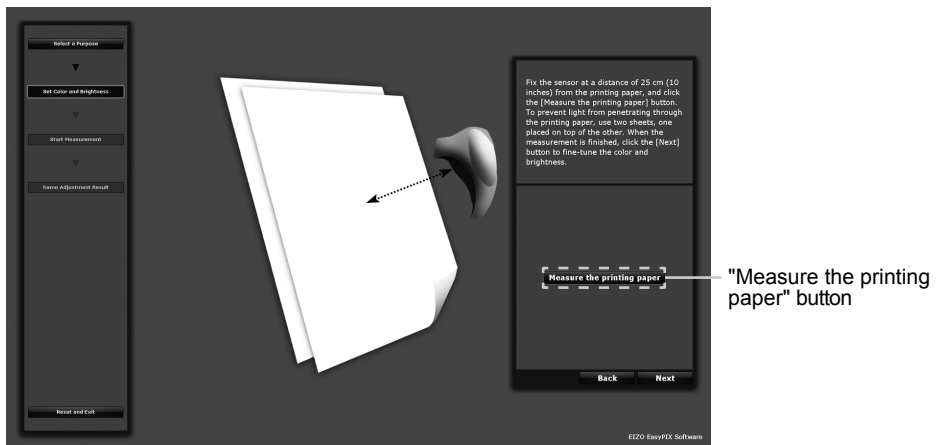 Select a Purpose
Set Color and Brightness
Start Measurement
Name Adjustment Result
Reset and Exit
Fix the sensor at a distance of 25 cm (10
inches) from the printing paper, and click
the [Measure the printing paper] button.
To prevent light from penetrating through
the printing paper, use two sheets, one
placed on top of the other. When the
measurement is finished, click the [Next]
button to fine-tune the color and
brightness.
Measure the printing paper
Back Next
EIZO EasyPIX Software
"Measure the printing
paper" button